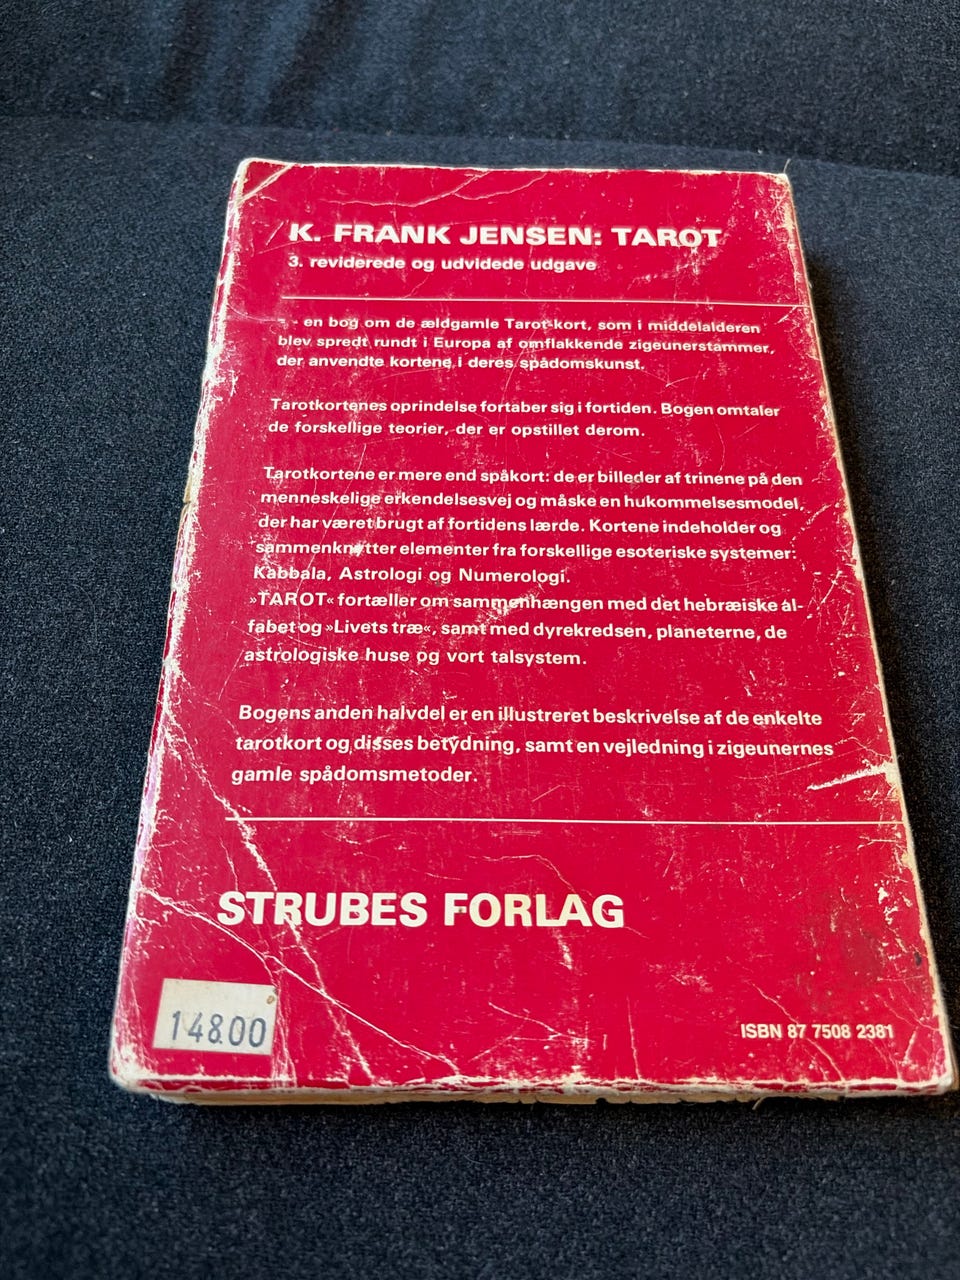 K. FRANK JENSEN: TAROT
3. reviderede og udvidede udgave
- - en bog om de ældgamle Tarot-kort, som i middelalderen
blev spredt rundt i Europa af omflakkende zigeunerstammer,
der anvendte kortene i deres spådomskunst.
Tarotkortenes oprindelse fortaber sig i fortiden. Bogen omtaler
de forskellige teorier, der er opstillet derom.
Tarotkortene er mere end spåkort: de er billeder af trinene på den
menneskelige erkendelsesvej og måske en hukommelsesmodel,
der har været brugt af fortidens lærde. Kortene indeholder og
sammenknytter elementer fra forskellige esoteriske systemer:
Kabbala, Astrologi og Numerologi.
»TAROT« fortæller om sammenhængen med det hebræiske al-
fabet og »Livets træ«, samt med dyrekredsen, planeterne, de
astrologiske huse og vort talsystem.
Bogens anden halvdel er en illustreret beskrivelse af de enkelte
tarotkort og disses betydning, samt en vejledning i zigeunernes
gamle spådomsmetoder.
STRUBES FORLAG
148.00
ISBN 87 7508 2381